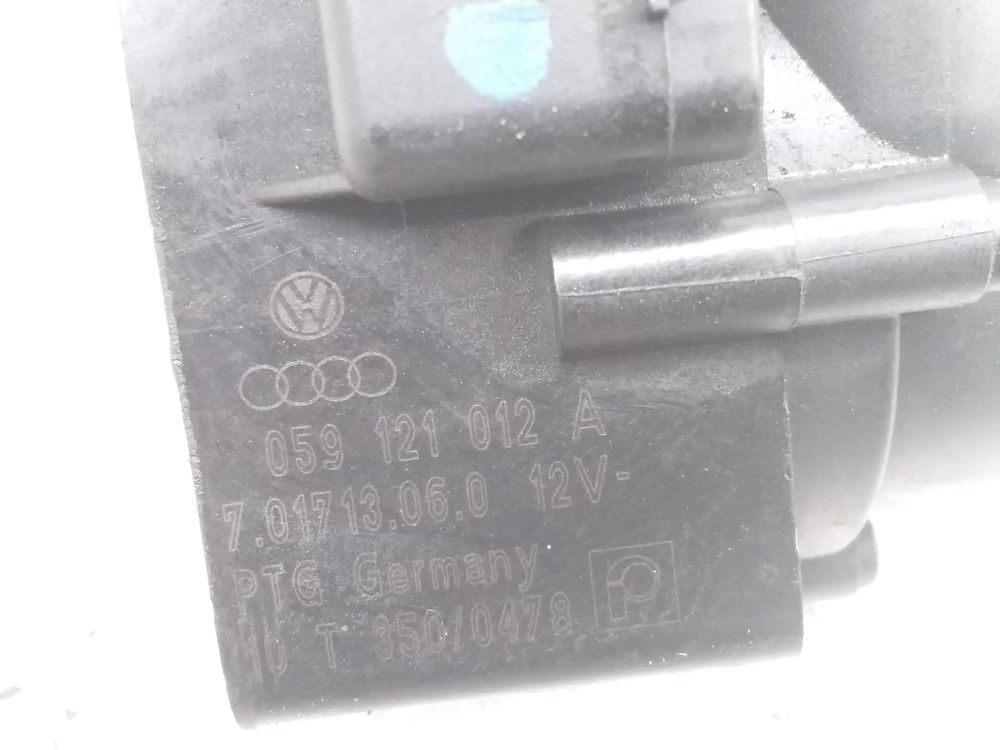 059 121 012 A
7.01713.06.0 12V-
PTG Germany
T 350/0478